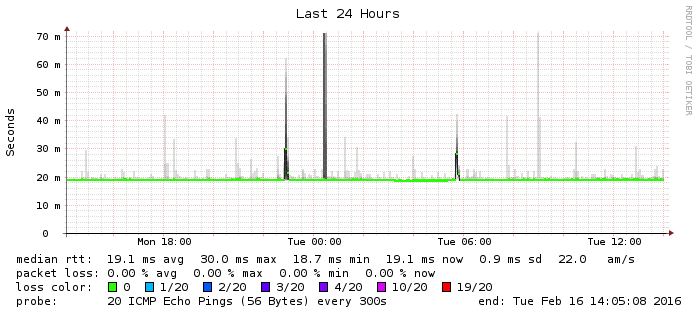 Last 24 Hours
RRDTOOL / TOBI OETIKER
Seconds
70 m
60 m
50 m
40 m
30 m
20 m
10 m
0
Mon 18:00 Tue 00:00 Tue 06:00 Tue 12:00
median rtt: 19.1 ms avg 30.0 ms max 18.7 ms min 19.1 ms now 0.9 ms sd 22.0 am/s
packet loss: 0.00 % avg 0.00 % max 0.00 % min 0.00 % now
loss color: 0 1/20 2/20 3/20 4/20 10/20 19/20
probe: 20 ICMP Echo Pings (56 Bytes) every 300s end: Tue Feb 16 14:05:08 2016